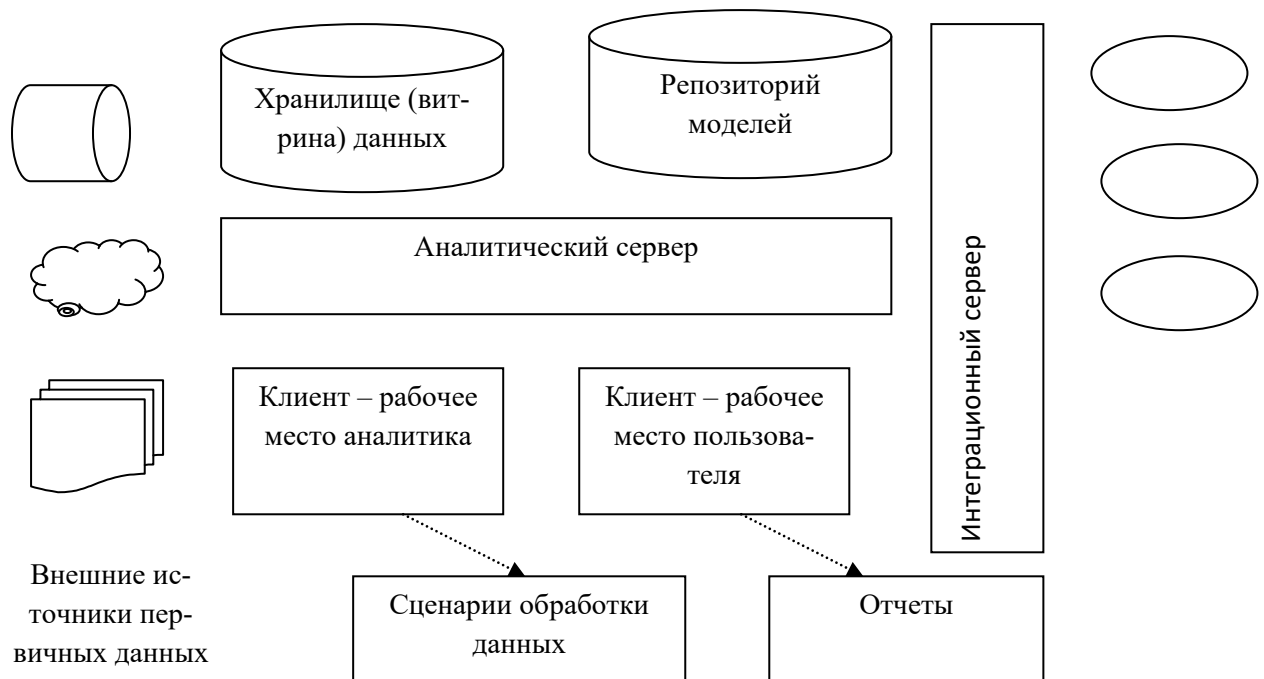 Хранилище (вит-
рина) данных
Репозиторий
моделей
Аналитический сервер
Интеграционный сервер
Клиент – рабочее
место аналитика
Клиент – рабочее
место пользова-
теля
Внешние ис-
точники пер-
вичных данных
Сценарии обработки
данных
Отчеты